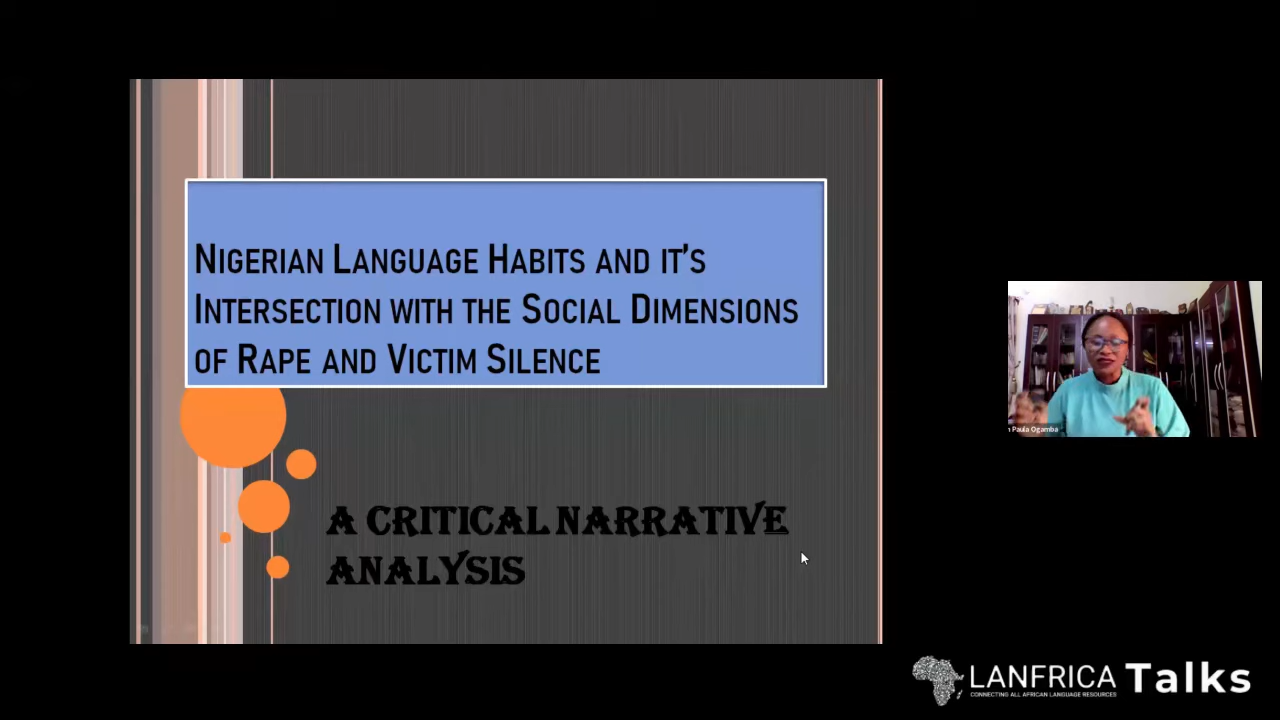 NIGERIAN LANGUAGE HABITS AND IT'S
INTERSECTION WITH THE SOCIAL DIMENSIONS
OF RAPE AND VICTIM SILENCE
A CRITICAL NARRATIVE
ANALYSIS
Paula Ogamba
LANFRICA Talks
CONNECTING ALL AFRICAN LANGUAGE RESOURCES